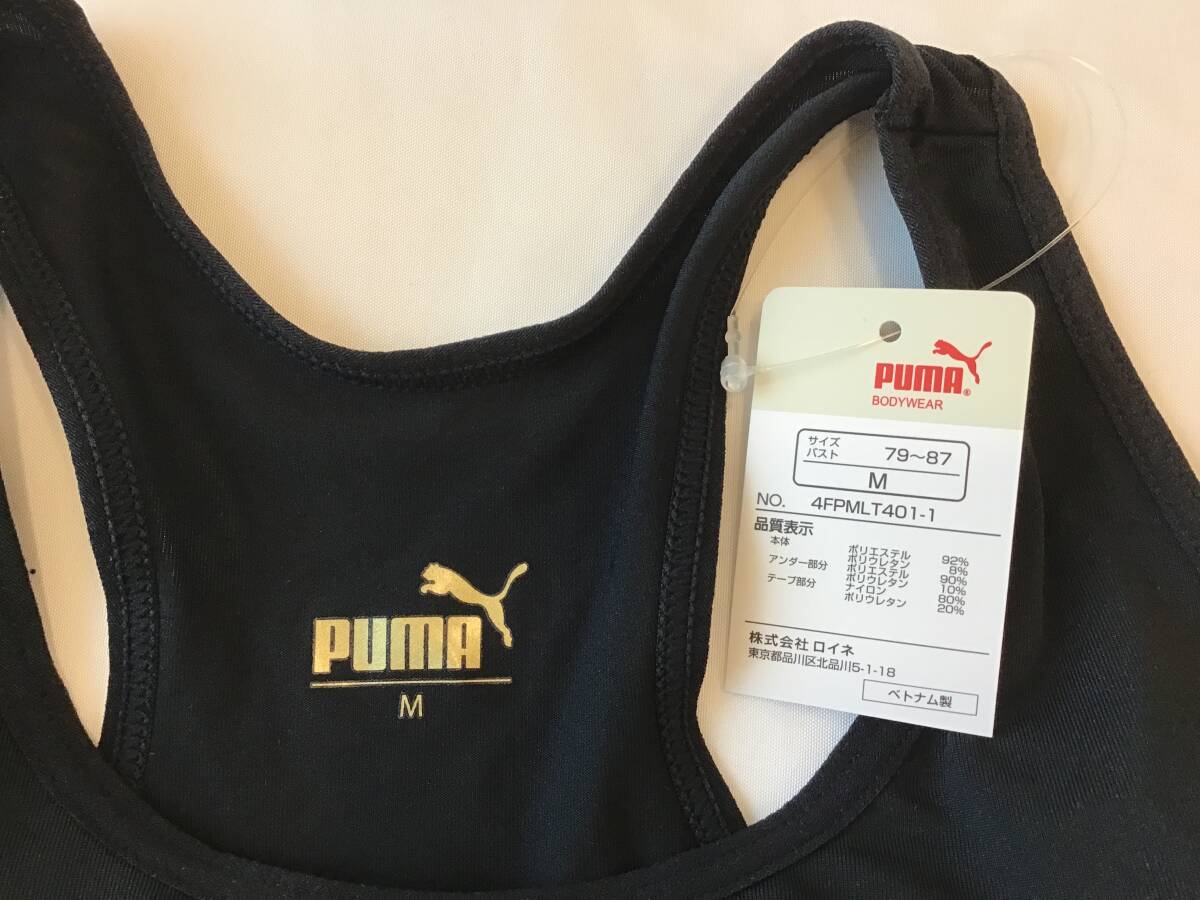 PUMA
M
PUMA®
BODYWEAR
サイズ
バスト 79〜87
M
NO. 4FPMLT401-1
品質表示
本体 ポリエステル 92%
ポリウレタン 8%
アンダー部分 ポリエステル 90%
ポリウレタン 10%
テープ部分 ナイロン 80%
ポリウレタン 20%
株式会社 ロイネ
東京都品川区北品川5-1-18
ベトナム製